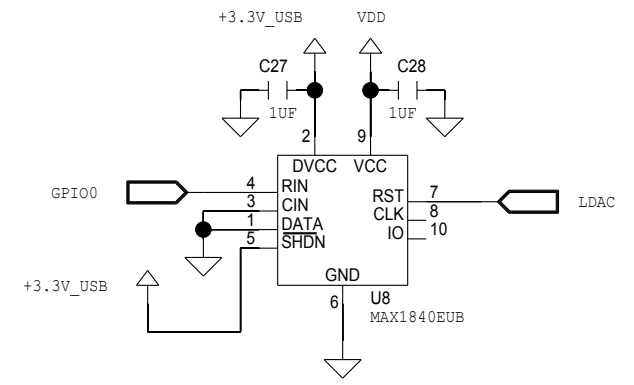 +3.3V_USB
VDD
C27
C28
1UF
1UF
2
9
DVCC VCC
GPIO0
4
RIN
3
CIN
1
DATA
5
SHDN
RST
7
LDAC
CLK
8
IO
10
+3.3V_USB
GND
6
U8
MAX1840EUB